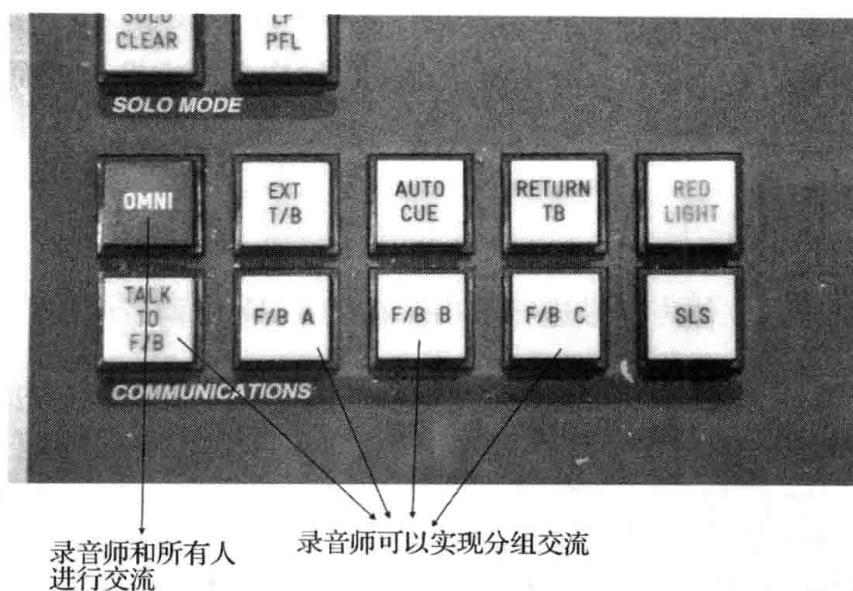 SOLO
CLEAR
LF
PFL
SOLO MODE
OMNI
EXT
T/B
AUTO
CUE
RETURN
TB
RED
LIGHT
TALK
TO
F/B
F/B A
F/B B
F/B C
SLS
COMMUNICATIONS
录音师和所有人
进行交流
录音师可以实现分组交流